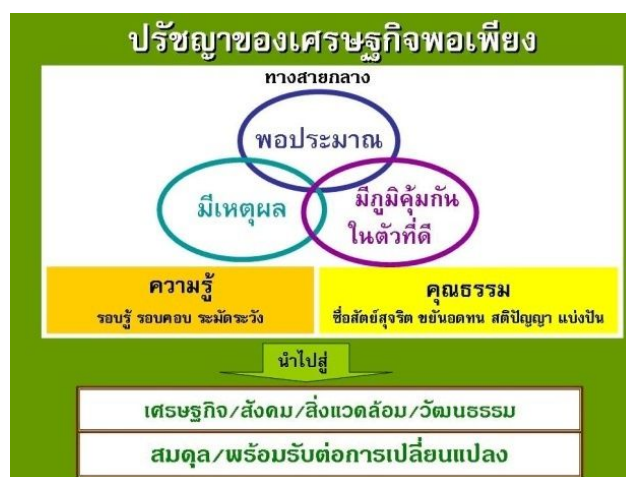 ปรัชญาของเศรษฐกิจพอเพียง
ทางสายกลาง
พอประมาณ
มีเหตุผล
มีภูมิคุ้มกัน
ในตัวที่ดี
ความรู้
รอบรู้ รอบคอบ ระมัดระวัง
คุณธรรม
ซื่อสัตย์สุจริต ขยันอดทน สติปัญญา แบ่งปัน
นำไปสู่
เศรษฐกิจ/สังคม/สิ่งแวดล้อม/วัฒนธรรม
สมดุล/พร้อมรับต่อการเปลี่ยนแปลง